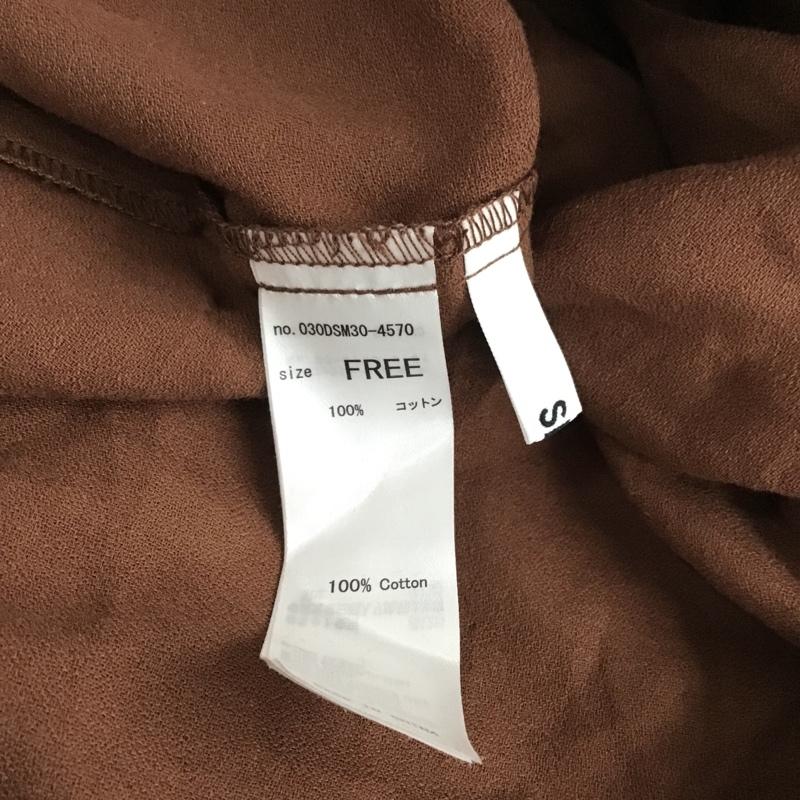 no.030DSM30-4570
size FREE
100% コットン
100% Cotton
S